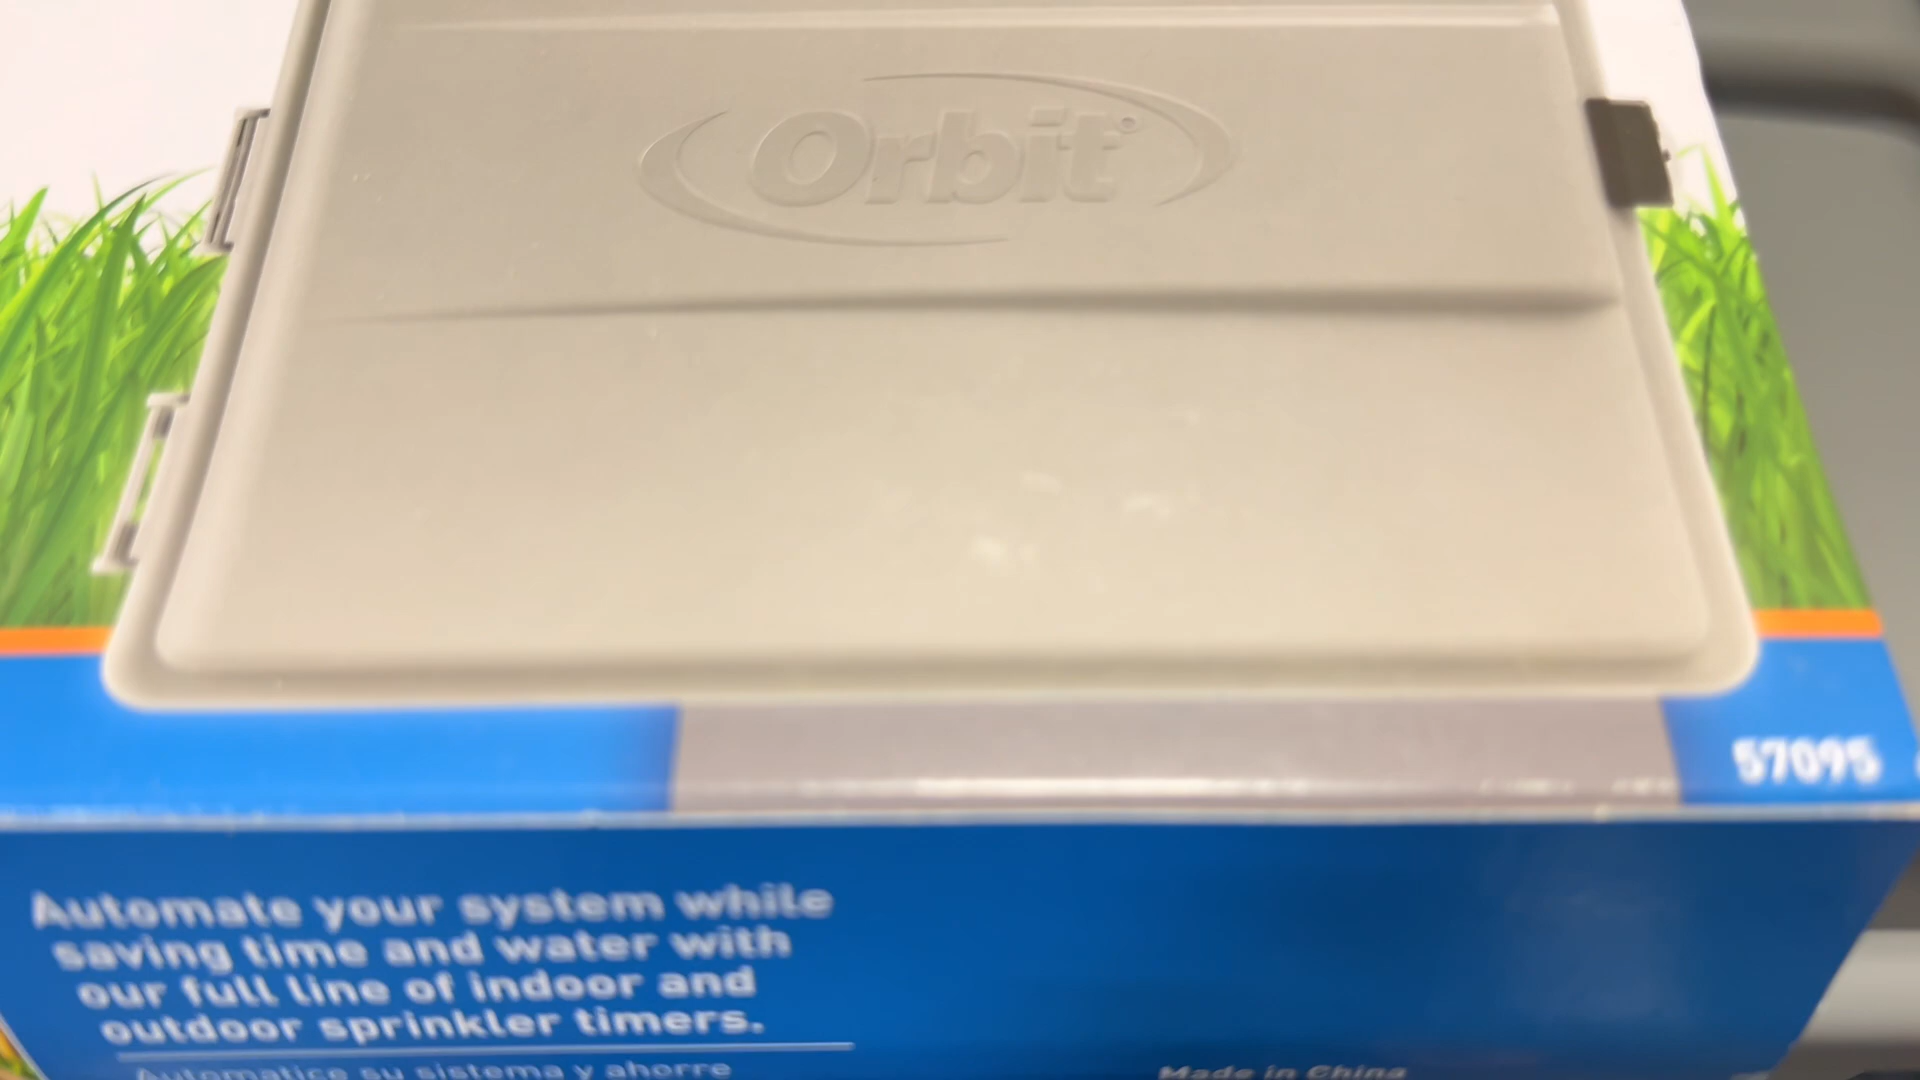 Orbit®
57095
Automate your system while
saving time and water with
our full line of indoor and
outdoor sprinkler timers.
Automatice su sistema y ahorre
Made in China